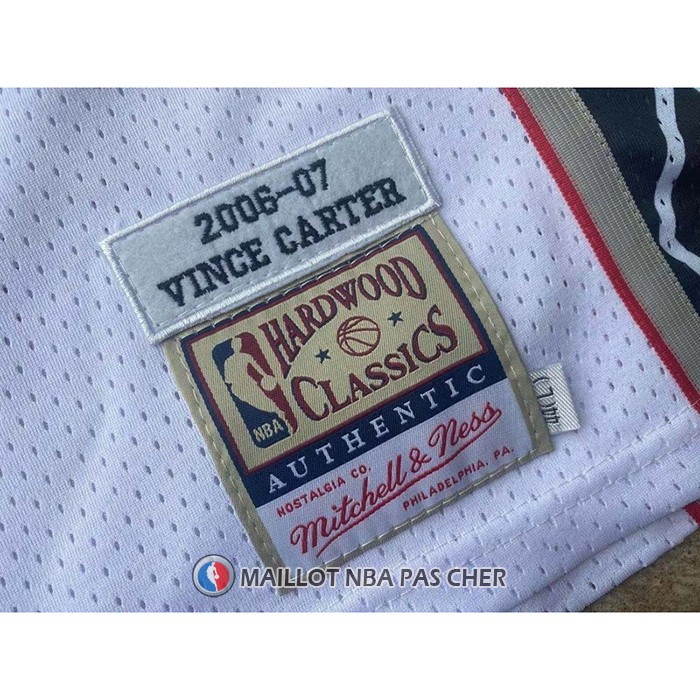 2006-07
VINCE CARTER
HARDWOOD
CLASSICS
NBA
AUTHENTIC
NOSTALGIA CO.
Mitchell & Ness
PHILADELPHIA, PA.
MAILLOT NBA PAS CHER